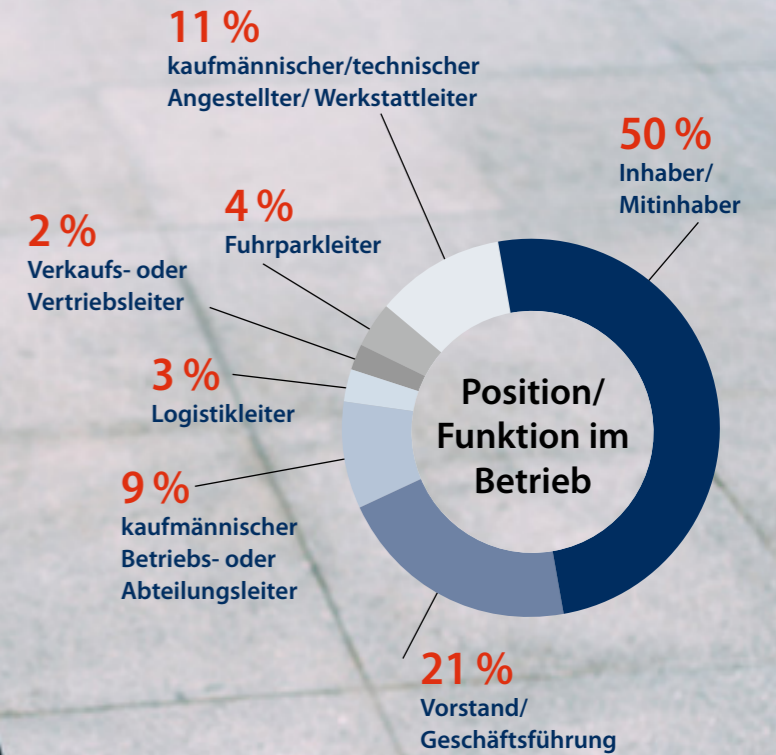 11 %
kaufmännischer/technischer
Angestellter/ Werkstattleiter
50 %
Inhaber/
Mitinhaber
4 %
Fuhrparkleiter
2 %
Verkaufs- oder
Vertriebsleiter
3 %
Logistikleiter
9 %
kaufmännischer
Betriebs- oder
Abteilungsleiter
21 %
Vorstand/
Geschäftsführung
Position/
Funktion im
Betrieb